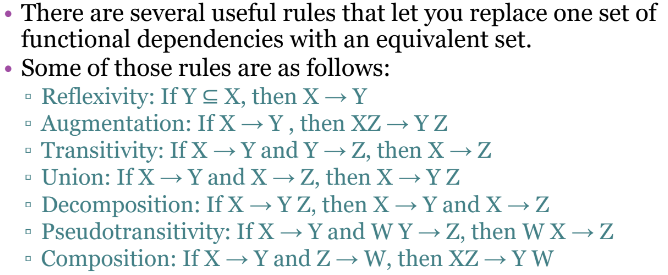 • There are several useful rules that let you replace one set of
functional dependencies with an equivalent set.
• Some of those rules are as follows:
▫ Reflexivity: If Y ⊆ X, then X → Y
▫ Augmentation: If X → Y , then XZ → Y Z
▫ Transitivity: If X → Y and Y → Z, then X → Z
▫ Union: If X → Y and X → Z, then X → Y Z
▫ Decomposition: If X → Y Z, then X → Y and X → Z
▫ Pseudotransitivity: If X → Y and W Y → Z, then W X → Z
▫ Composition: If X → Y and Z → W, then XZ → Y W